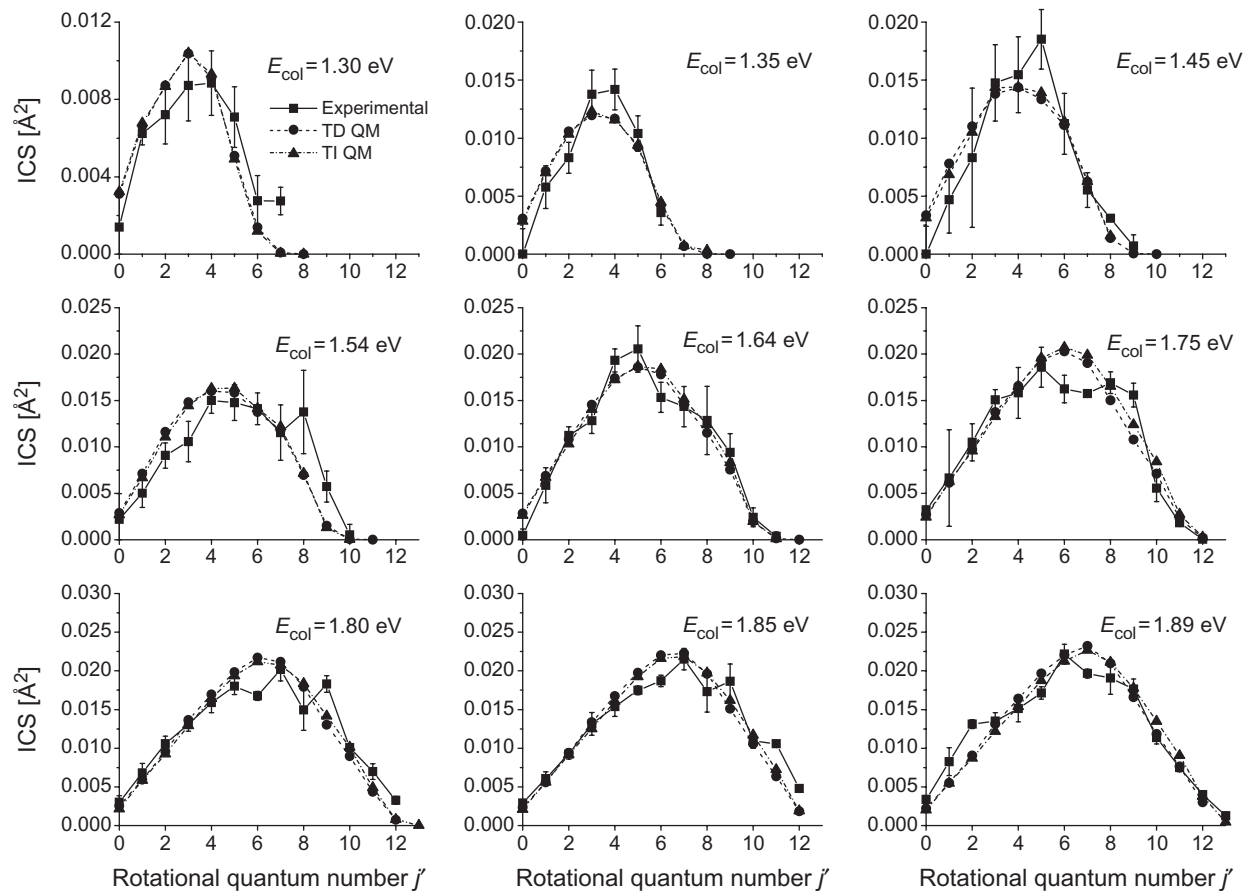 0.012
0.008
0.004
0.000
ICS [Å²]
E_col = 1.30 eV
Experimental
TD QM
TI QM
0 2 4 6 8 10 12
0.020
0.015
0.010
0.005
0.000
E_col = 1.35 eV
0 2 4 6 8 10 12
0.020
0.015
0.010
0.005
0.000
E_col = 1.45 eV
0 2 4 6 8 10 12
0.025
0.020
0.015
0.010
0.005
0.000
ICS [Å²]
E_col = 1.54 eV
0 2 4 6 8 10 12
0.025
0.020
0.015
0.010
0.005
0.000
E_col = 1.64 eV
0 2 4 6 8 10 12
0.025
0.020
0.015
0.010
0.005
0.000
E_col = 1.75 eV
0 2 4 6 8 10 12
0.030
0.025
0.020
0.015
0.010
0.005
0.000
ICS [Å²]
E_col = 1.80 eV
0 2 4 6 8 10 12
Rotational quantum number j′
0.030
0.025
0.020
0.015
0.010
0.005
0.000
E_col = 1.85 eV
0 2 4 6 8 10 12
Rotational quantum number j′
0.030
0.025
0.020
0.015
0.010
0.005
0.000
E_col = 1.89 eV
0 2 4 6 8 10 12
Rotational quantum number j′